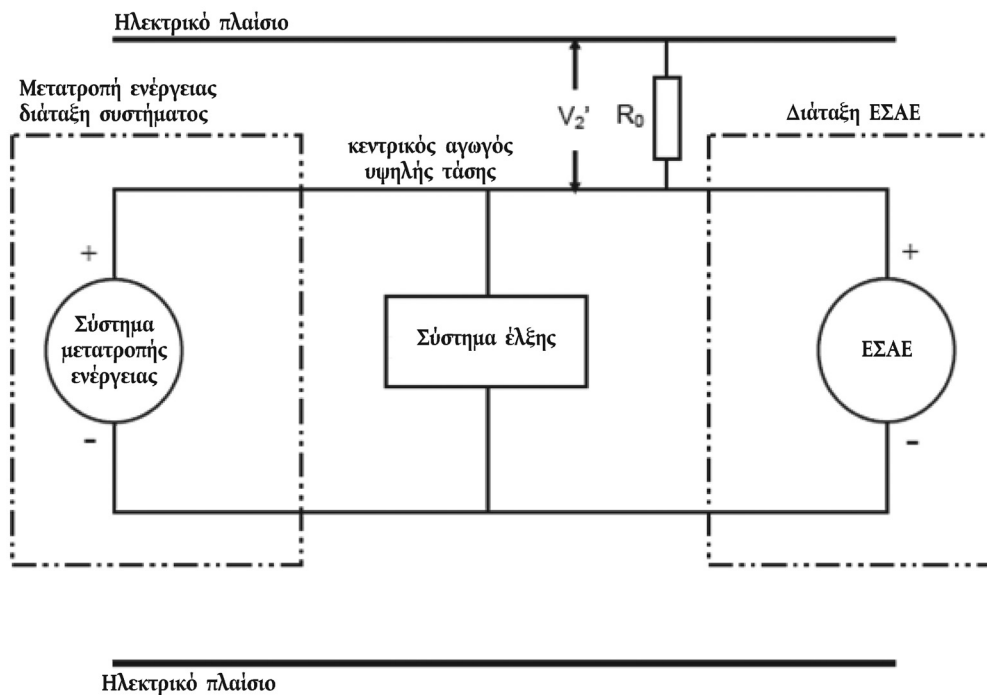 Ηλεκτρικό πλαίσιο
Μετατροπή ενέργειας
διάταξη συστήματος
V2'
R0
Διάταξη ΕΣΑΕ
κεντρικός αγωγός
υψηλής τάσης
+
+
Σύστημα
μετατροπής
ενέργειας
Σύστημα έλξης
ΕΣΑΕ
-
-
Ηλεκτρικό πλαίσιο